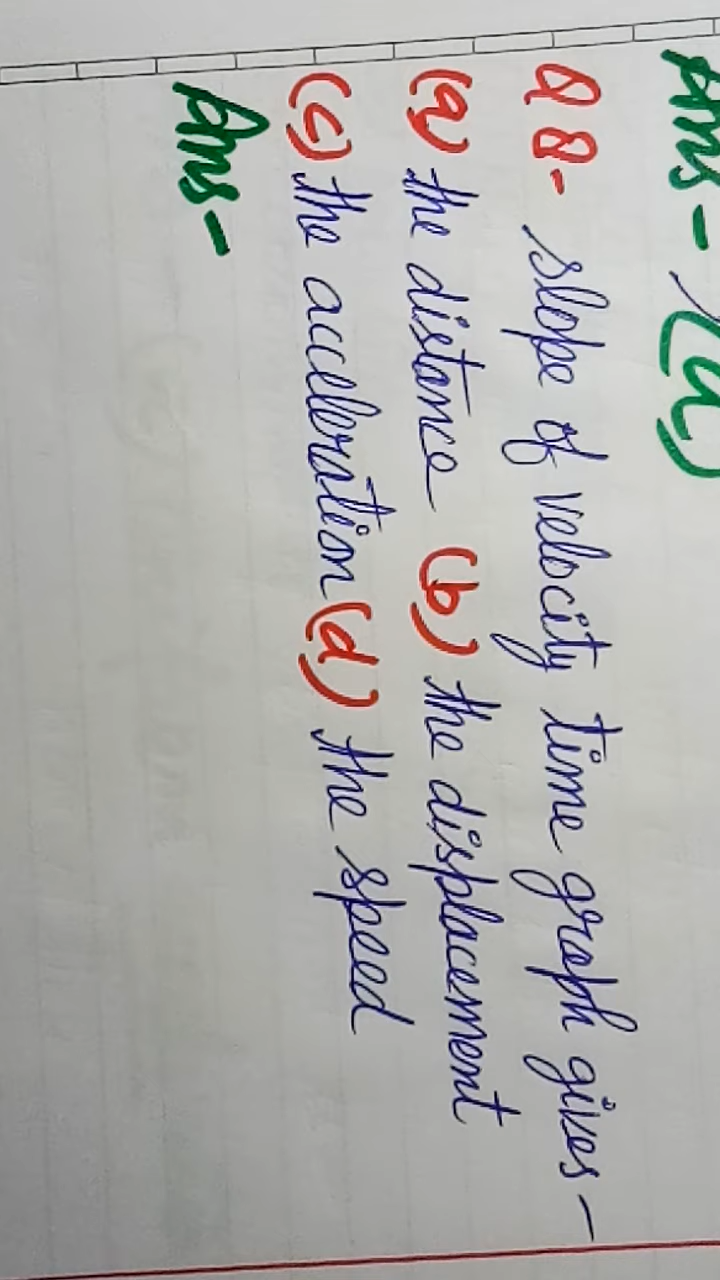 Ans- (a)
Q8- slope of velocity time graph gives-
(a) the distance (b) the displacement
(c) the acceleration (d) the speed
Ans-